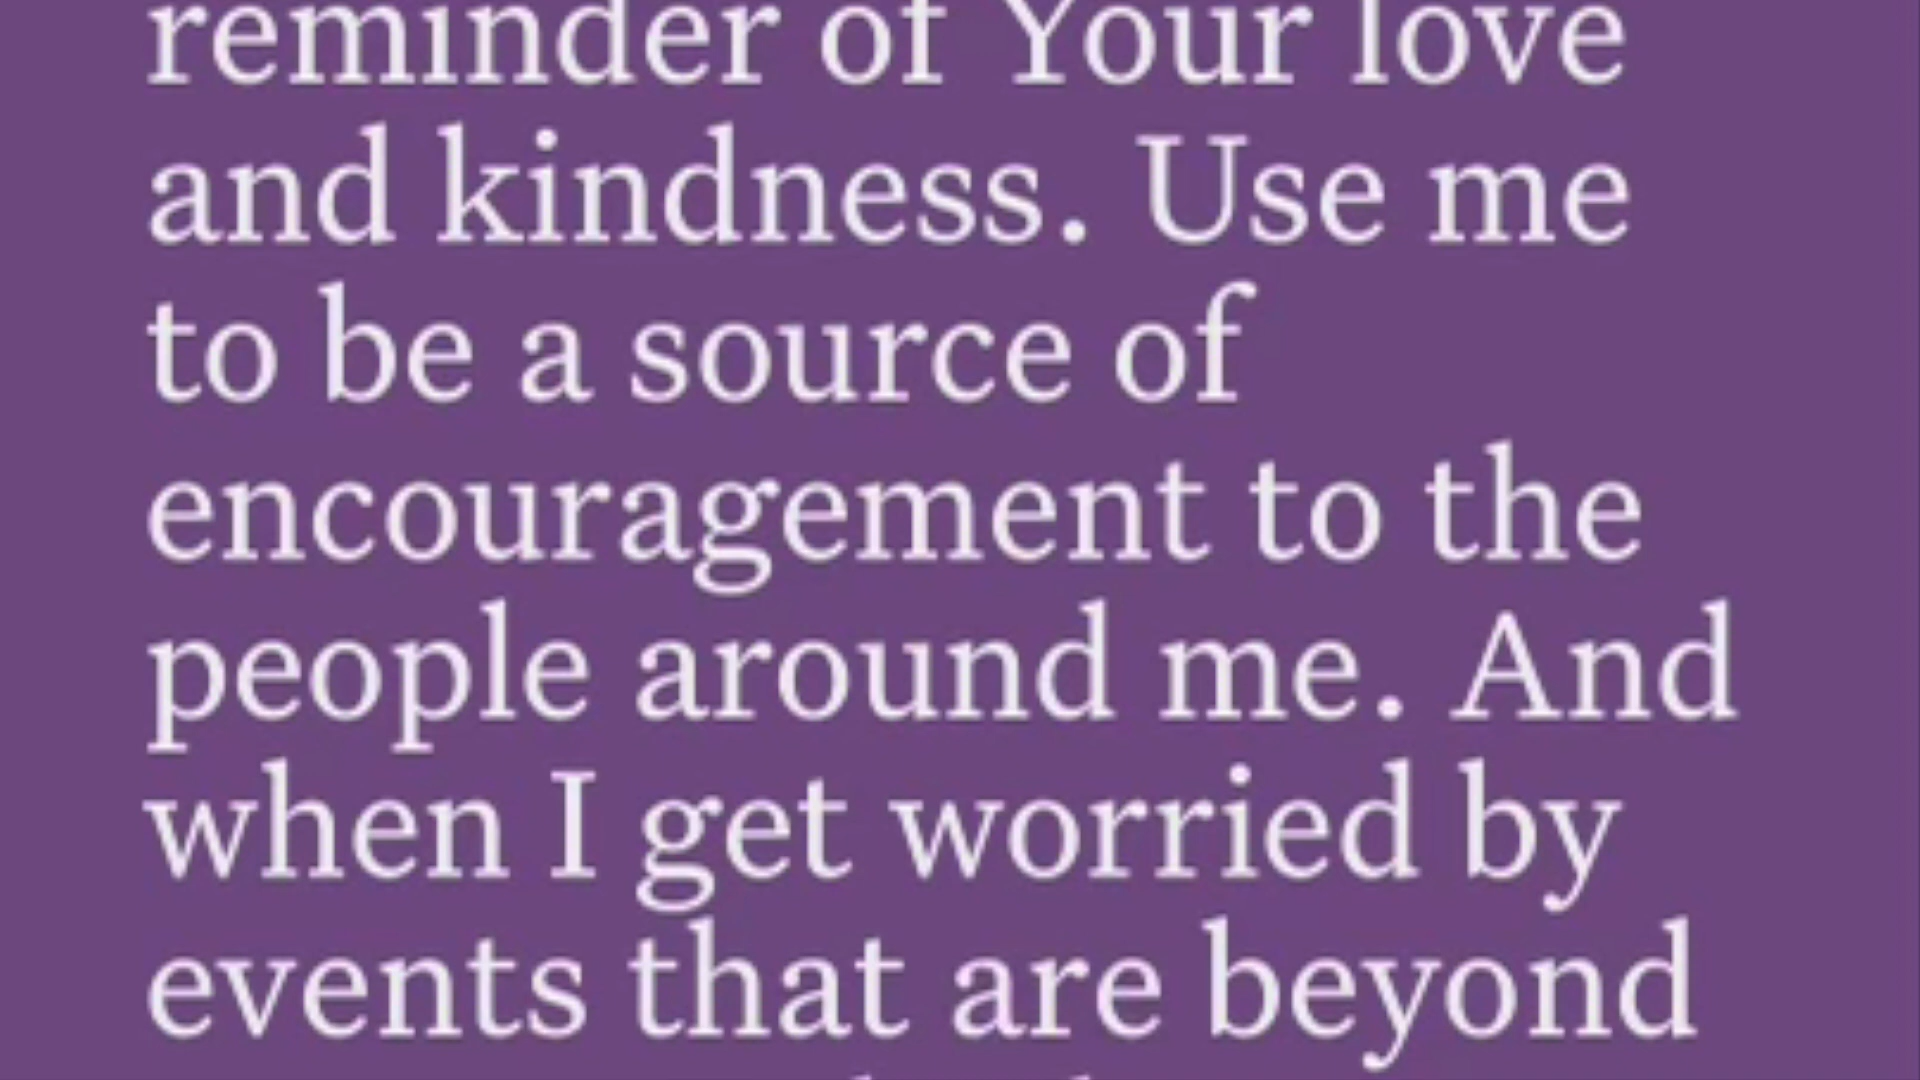 reminder of Your love
and kindness. Use me
to be a source of
encouragement to the
people around me. And
when I get worried by
events that are beyond